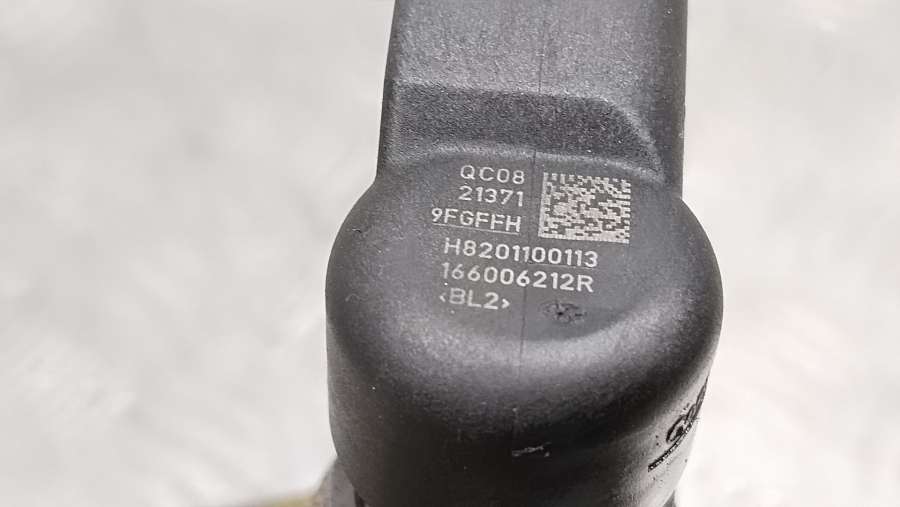 QC08
21371
9FGFFH
H8201100113
166006212R
<BL2>